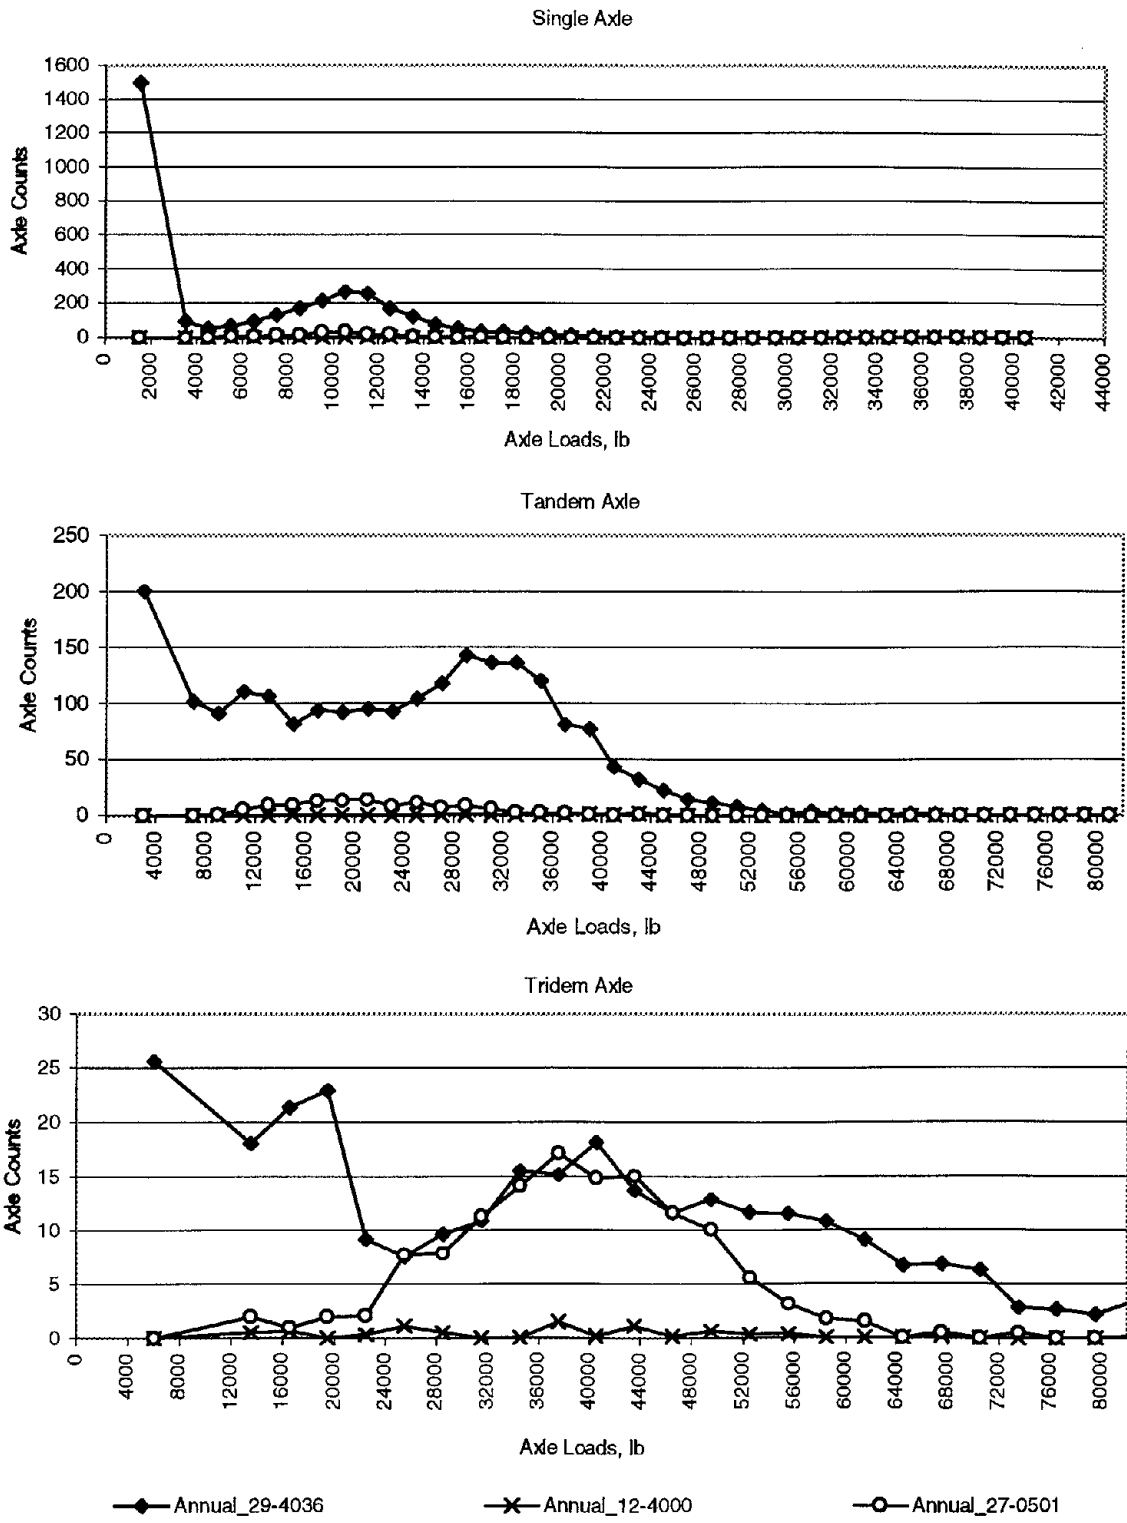 Single Axle
1600
1400
1200
1000
800
600
400
200
0
Axle Counts
0 2000 4000 6000 8000 10000 12000 14000 16000 18000 20000 22000 24000 26000 28000 30000 32000 34000 36000 38000 40000 42000 44000
Axle Loads, lb
Tandem Axle
250
200
150
100
50
0
Axle Counts
0 4000 8000 12000 16000 20000 24000 28000 32000 36000 40000 44000 48000 52000 56000 60000 64000 68000 72000 76000 80000
Axle Loads, lb
Tridem Axle
30
25
20
15
10
5
0
Axle Counts
0 4000 8000 12000 16000 20000 24000 28000 32000 36000 40000 44000 48000 52000 56000 60000 64000 68000 72000 76000 80000
Axle Loads, lb
Annual_29-4036 Annual_12-4000 Annual_27-0501